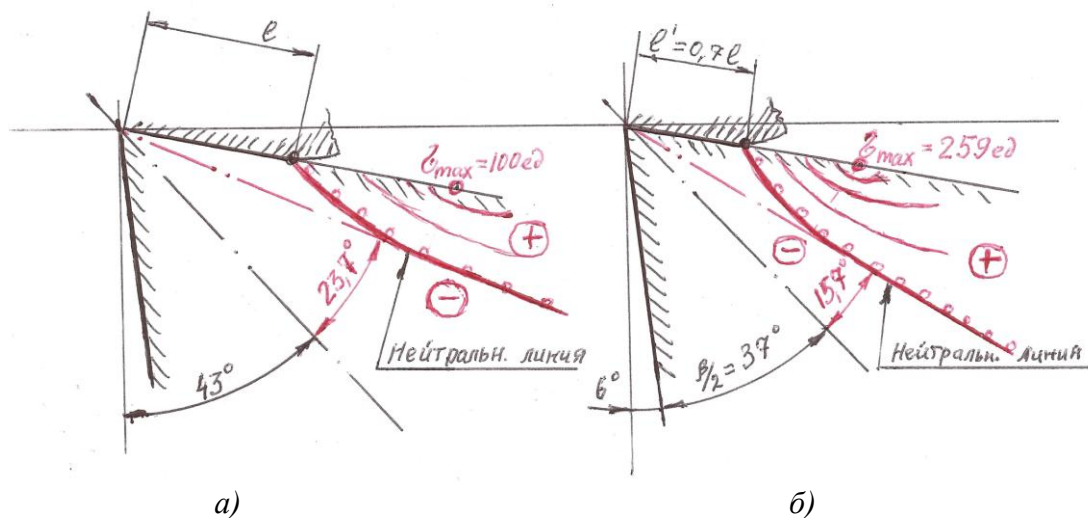 ℓ
ℓ'=0,7ℓ
σmax=100ед
σmax=259ед
+
+
−
−
23,7°
15,7°
Нейтральн. линия
Нейтральн. линия
43°
β/2=37°
6°
а)
б)